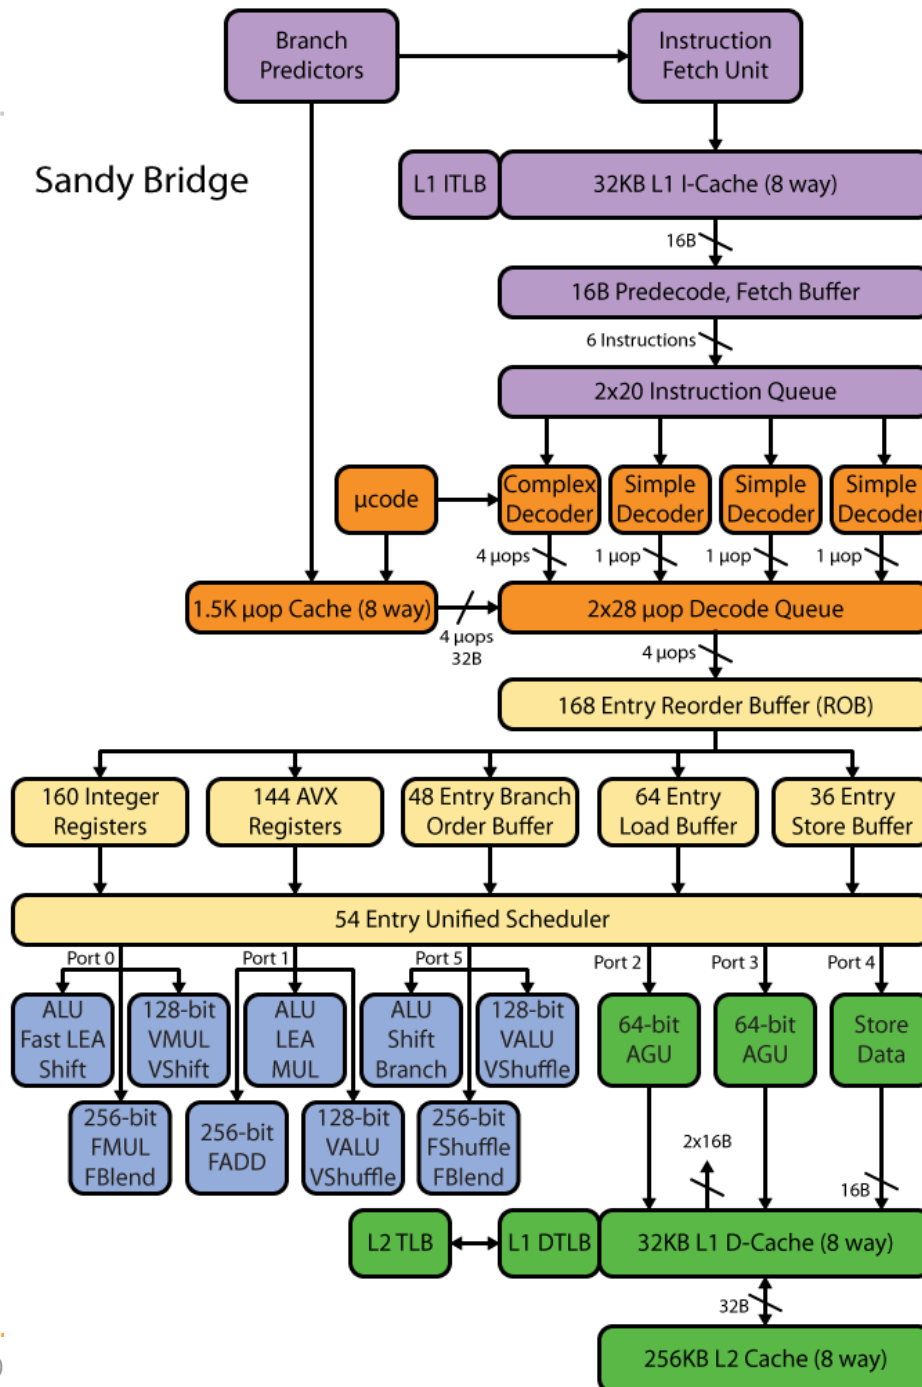 Branch
Predictors
Instruction
Fetch Unit
Sandy Bridge
L1 ITLB
32KB L1 I-Cache (8 way)
16B
16B Predecode, Fetch Buffer
6 Instructions
2x20 Instruction Queue
µcode
Complex
Decoder
Simple
Decoder
Simple
Decoder
Simple
Decoder
4 µops
1 µop
1 µop
1 µop
1.5K µop Cache (8 way)
4 µops
32B
2x28 µop Decode Queue
4 µops
168 Entry Reorder Buffer (ROB)
160 Integer
Registers
144 AVX
Registers
48 Entry Branch
Order Buffer
64 Entry
Load Buffer
36 Entry
Store Buffer
54 Entry Unified Scheduler
Port 0
Port 1
Port 5
Port 2
Port 3
Port 4
ALU
Fast LEA
Shift
128-bit
VMUL
VShift
ALU
LEA
MUL
ALU
Shift
Branch
128-bit
VALU
VShuffle
64-bit
AGU
64-bit
AGU
Store
Data
256-bit
FMUL
FBlend
256-bit
FADD
128-bit
VALU
VShuffle
256-bit
FShuffle
FBlend
2x16B
16B
L2 TLB
L1 DTLB
32KB L1 D-Cache (8 way)
32B
256KB L2 Cache (8 way)